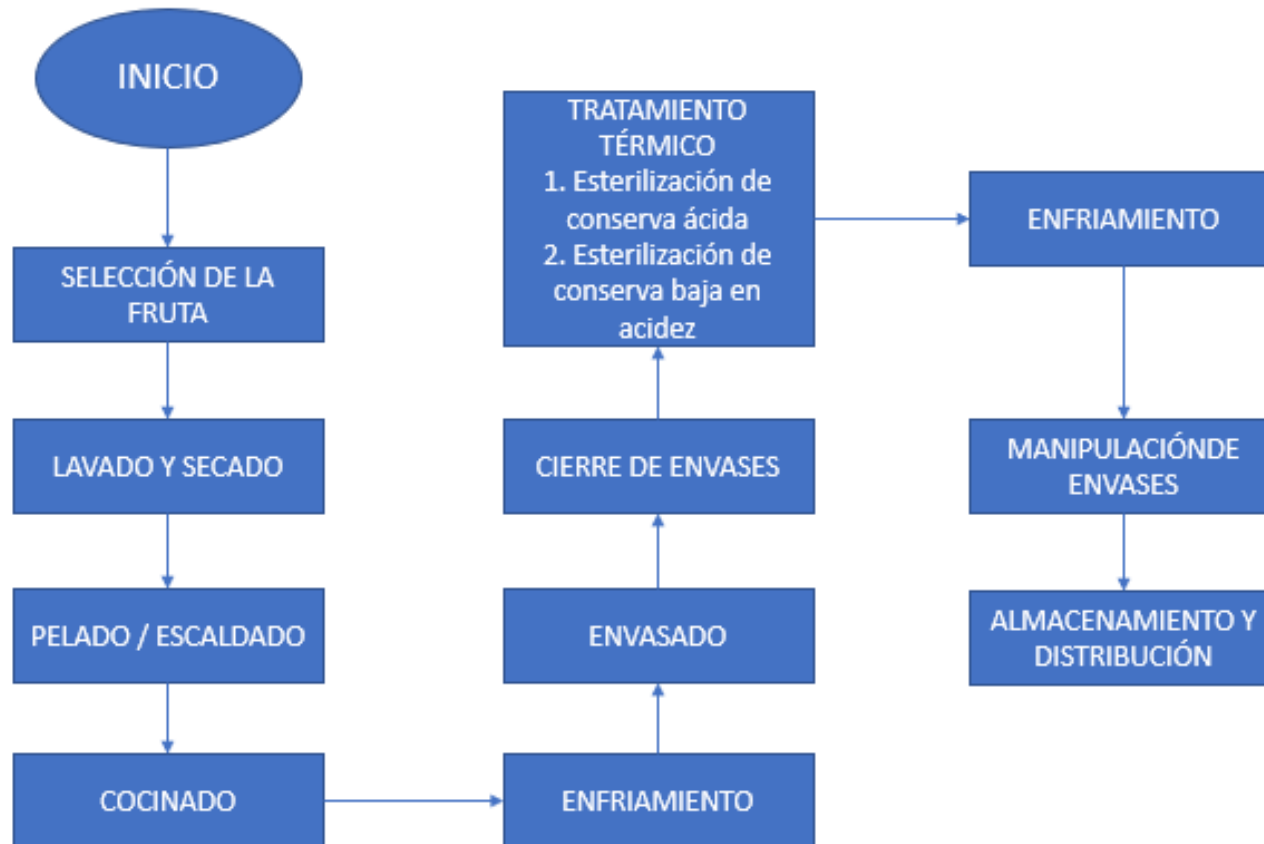 INICIO
SELECCIÓN DE LA
FRUTA
LAVADO Y SECADO
PELADO / ESCALDADO
COCINADO
ENFRIAMIENTO
ENVASADO
CIERRE DE ENVASES
TRATAMIENTO
TÉRMICO
1. Esterilización de
conserva ácida
2. Esterilización de
conserva baja en
acidez
ENFRIAMIENTO
MANIPULACIÓNDE
ENVASES
ALMACENAMIENTO Y
DISTRIBUCIÓN